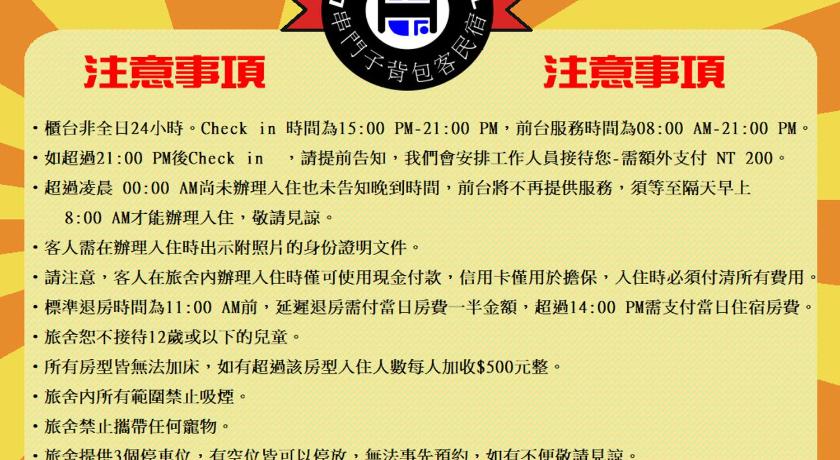 串門子背包客民宿
注意事項 注意事項
・櫃台非全日24小時。Check in 時間為15:00 PM-21:00 PM，前台服務時間為08:00 AM-21:00 PM。
・如超過21:00 PM後Check in ，請提前告知，我們會安排工作人員接待您-需額外支付 NT 200。
・超過凌晨 00:00 AM尚未辦理入住也未告知晚到時間，前台將不再提供服務，須等至隔天早上
8:00 AM才能辦理入住，敬請見諒。
・客人需在辦理入住時出示附照片的身份證明文件。
・請注意，客人在旅舍內辦理入住時僅可使用現金付款，信用卡僅用於擔保，入住時必須付清所有費用。
・標準退房時間為11:00 AM前，延遲退房需付當日房費一半金額，超過14:00 PM需支付當日住宿房費。
・旅舍恕不接待12歲或以下的兒童。
・所有房型皆無法加床，如有超過該房型入住人數每人加收$500元整。
・旅舍內所有範圍禁止吸煙。
・旅舍禁止攜帶任何寵物。
・旅舍提供3個停車位，有空位皆可以停放，無法事先預約，如有不便敬請見諒。